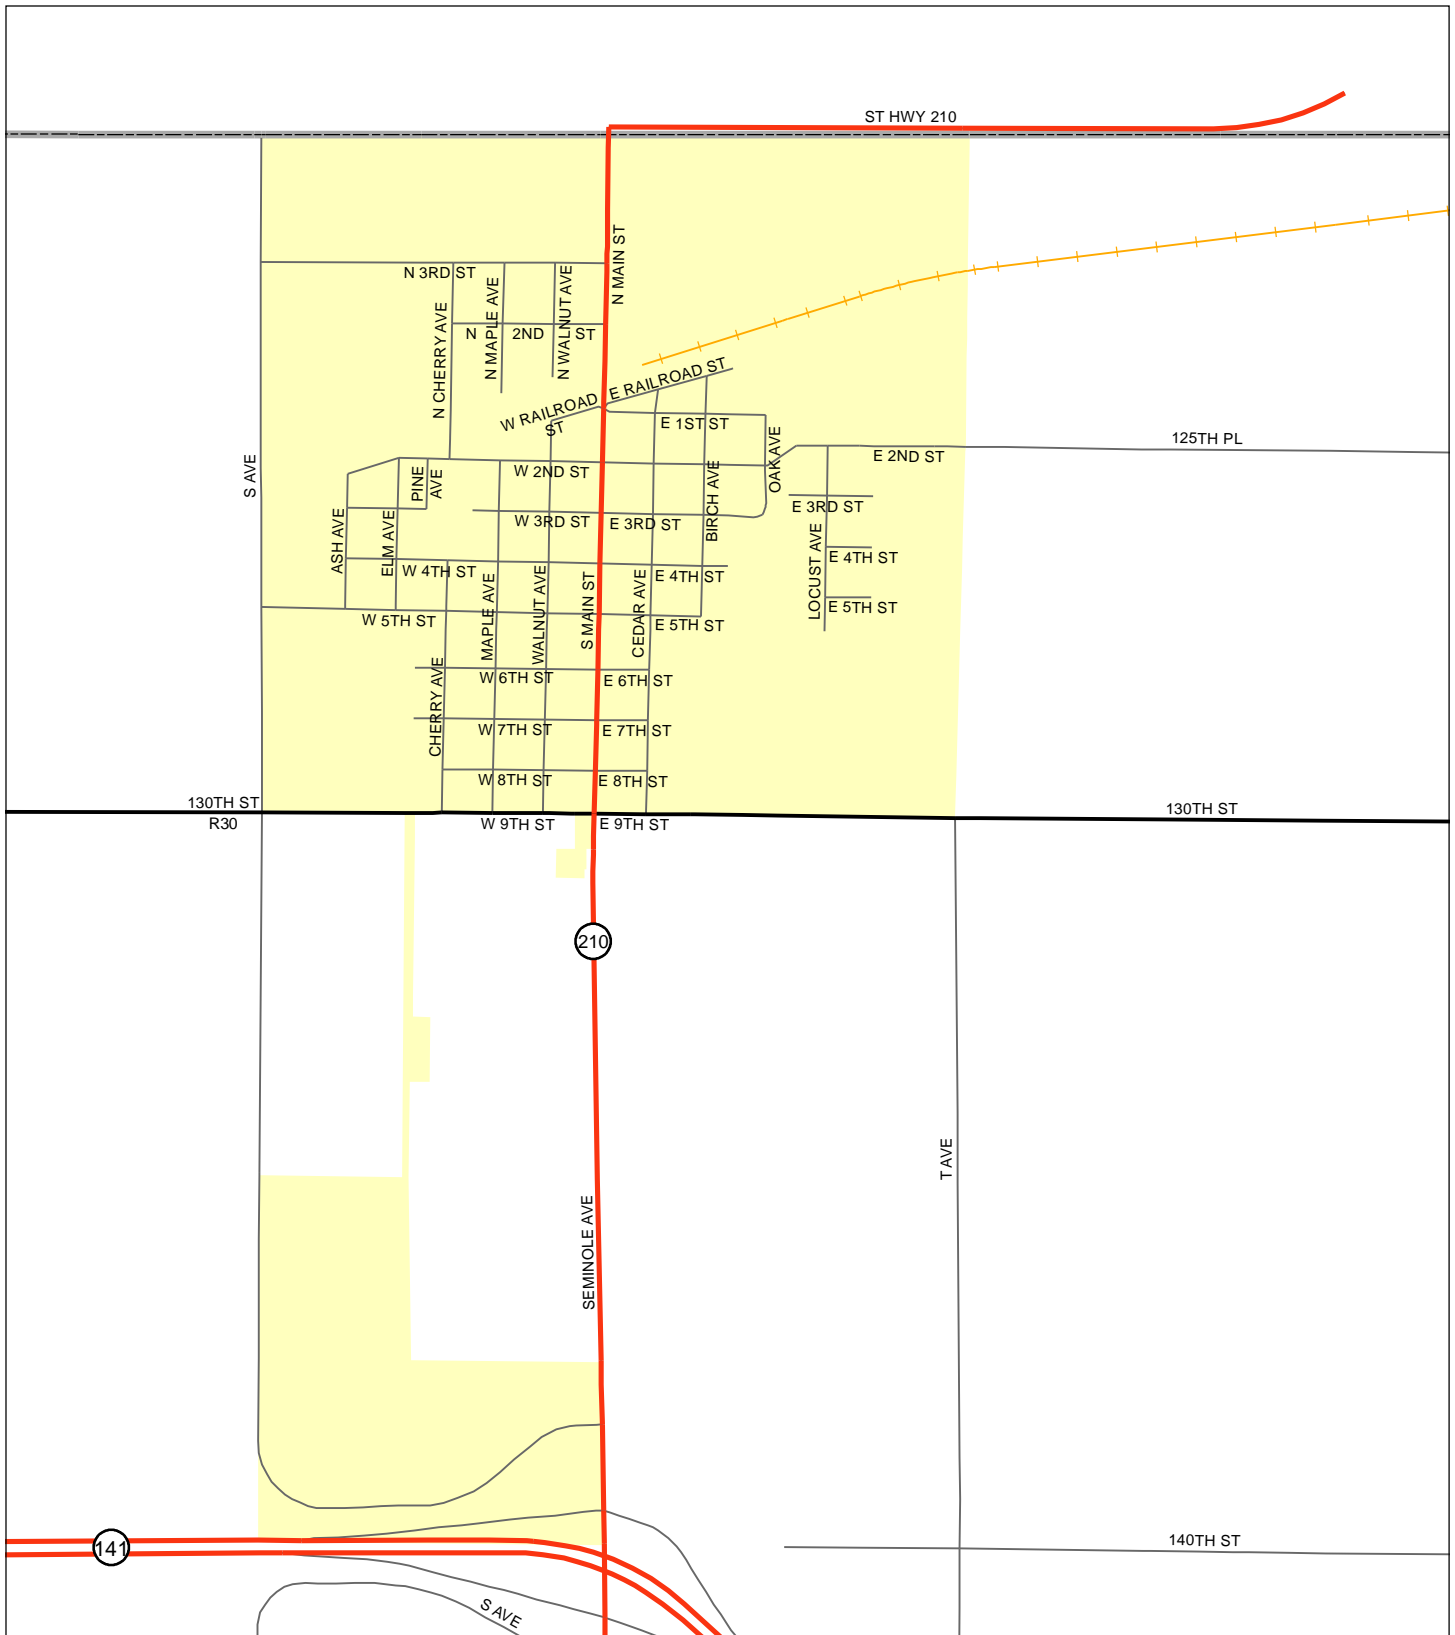 ST HWY 210
N MAIN ST
N 3RD ST
N CHERRY AVE
N MAPLE AVE
N WALNUT AVE
N 2ND ST
E RAILROAD ST
W RAILROAD
ST
E 1ST ST
125TH PL
E 2ND ST
OAK AVE
S AVE
PINE
AVE
W 2ND ST
BIRCH AVE
E 3RD ST
W 3RD ST
E 3RD ST
ASH AVE
ELM AVE
LOCUST AVE
E 4TH ST
W 4TH ST
E 4TH ST
MAPLE AVE
WALNUT AVE
S MAIN ST
CEDAR AVE
E 5TH ST
W 5TH ST
E 5TH ST
W 6TH ST
E 6TH ST
CHERRY AVE
W 7TH ST
E 7TH ST
W 8TH ST
E 8TH ST
130TH ST
130TH ST
R30
W 9TH ST
E 9TH ST
210
T AVE
SEMINOLE AVE
141
140TH ST
S AVE